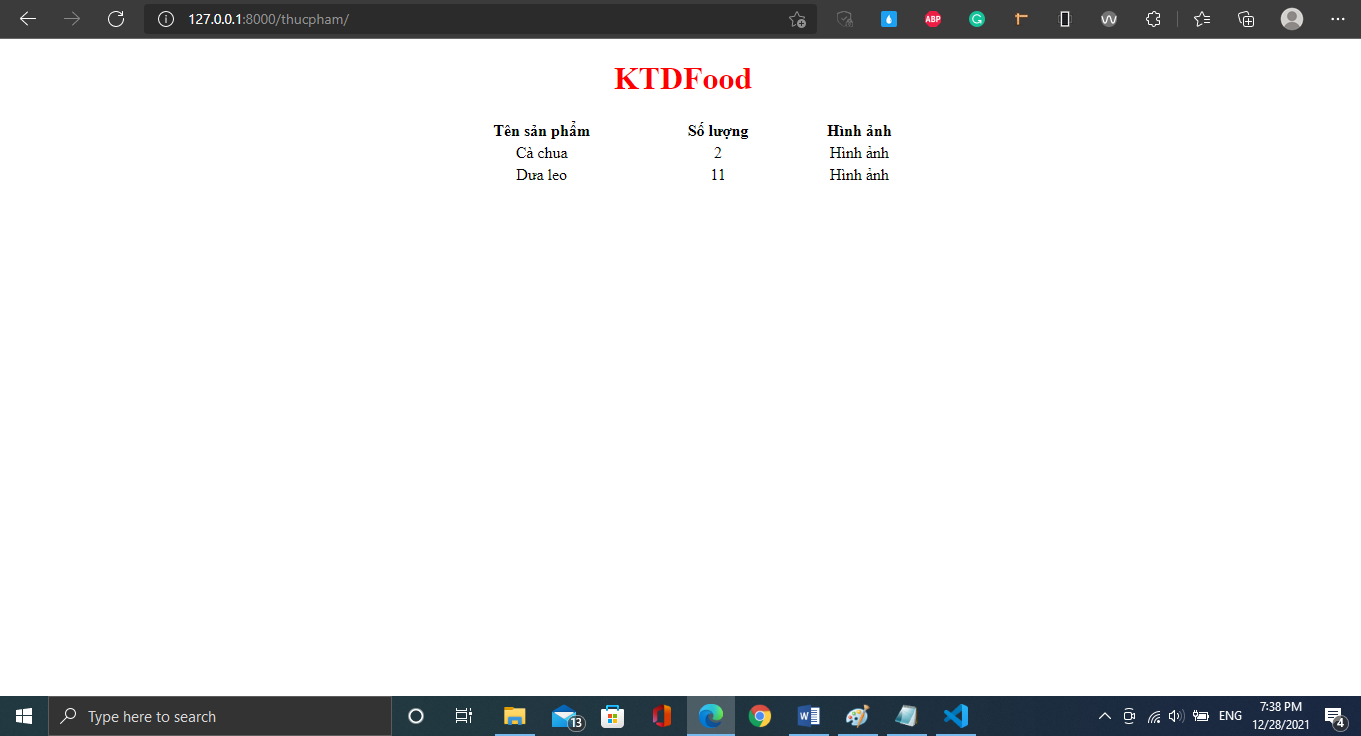 127.0.0.1:8000/thucpham/
ABP
KTDFood
Tên sản phẩm Số lượng Hình ảnh
Cà chua 2 Hình ảnh
Dưa leo 11 Hình ảnh
Type here to search
13
ENG
7:38 PM
12/28/2021
4